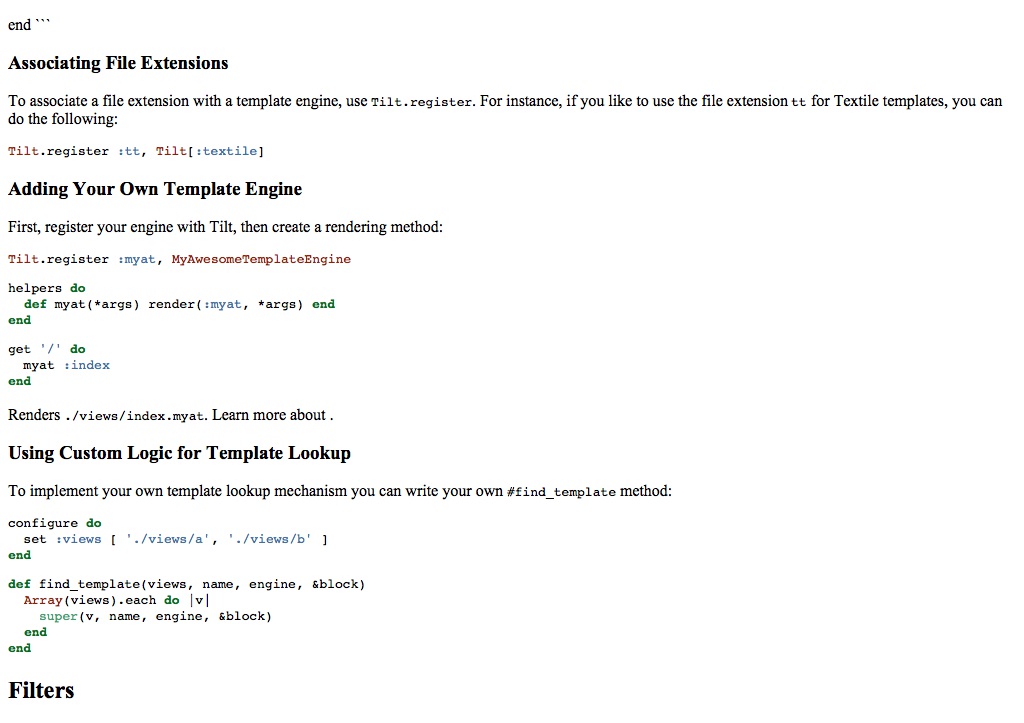 end ```
Associating File Extensions
To associate a file extension with a template engine, use Tilt.register. For instance, if you like to use the file extension tt for Textile templates, you can
do the following:
Tilt.register :tt, Tilt[:textile]
Adding Your Own Template Engine
First, register your engine with Tilt, then create a rendering method:
Tilt.register :myat, MyAwesomeTemplateEngine
helpers do
  def myat(*args) render(:myat, *args) end
end
get '/' do
  myat :index
end
Renders ./views/index.myat. Learn more about .
Using Custom Logic for Template Lookup
To implement your own template lookup mechanism you can write your own #find_template method:
configure do
  set :views [ './views/a', './views/b' ]
end
def find_template(views, name, engine, &block)
  Array(views).each do |v|
    super(v, name, engine, &block)
  end
end
Filters